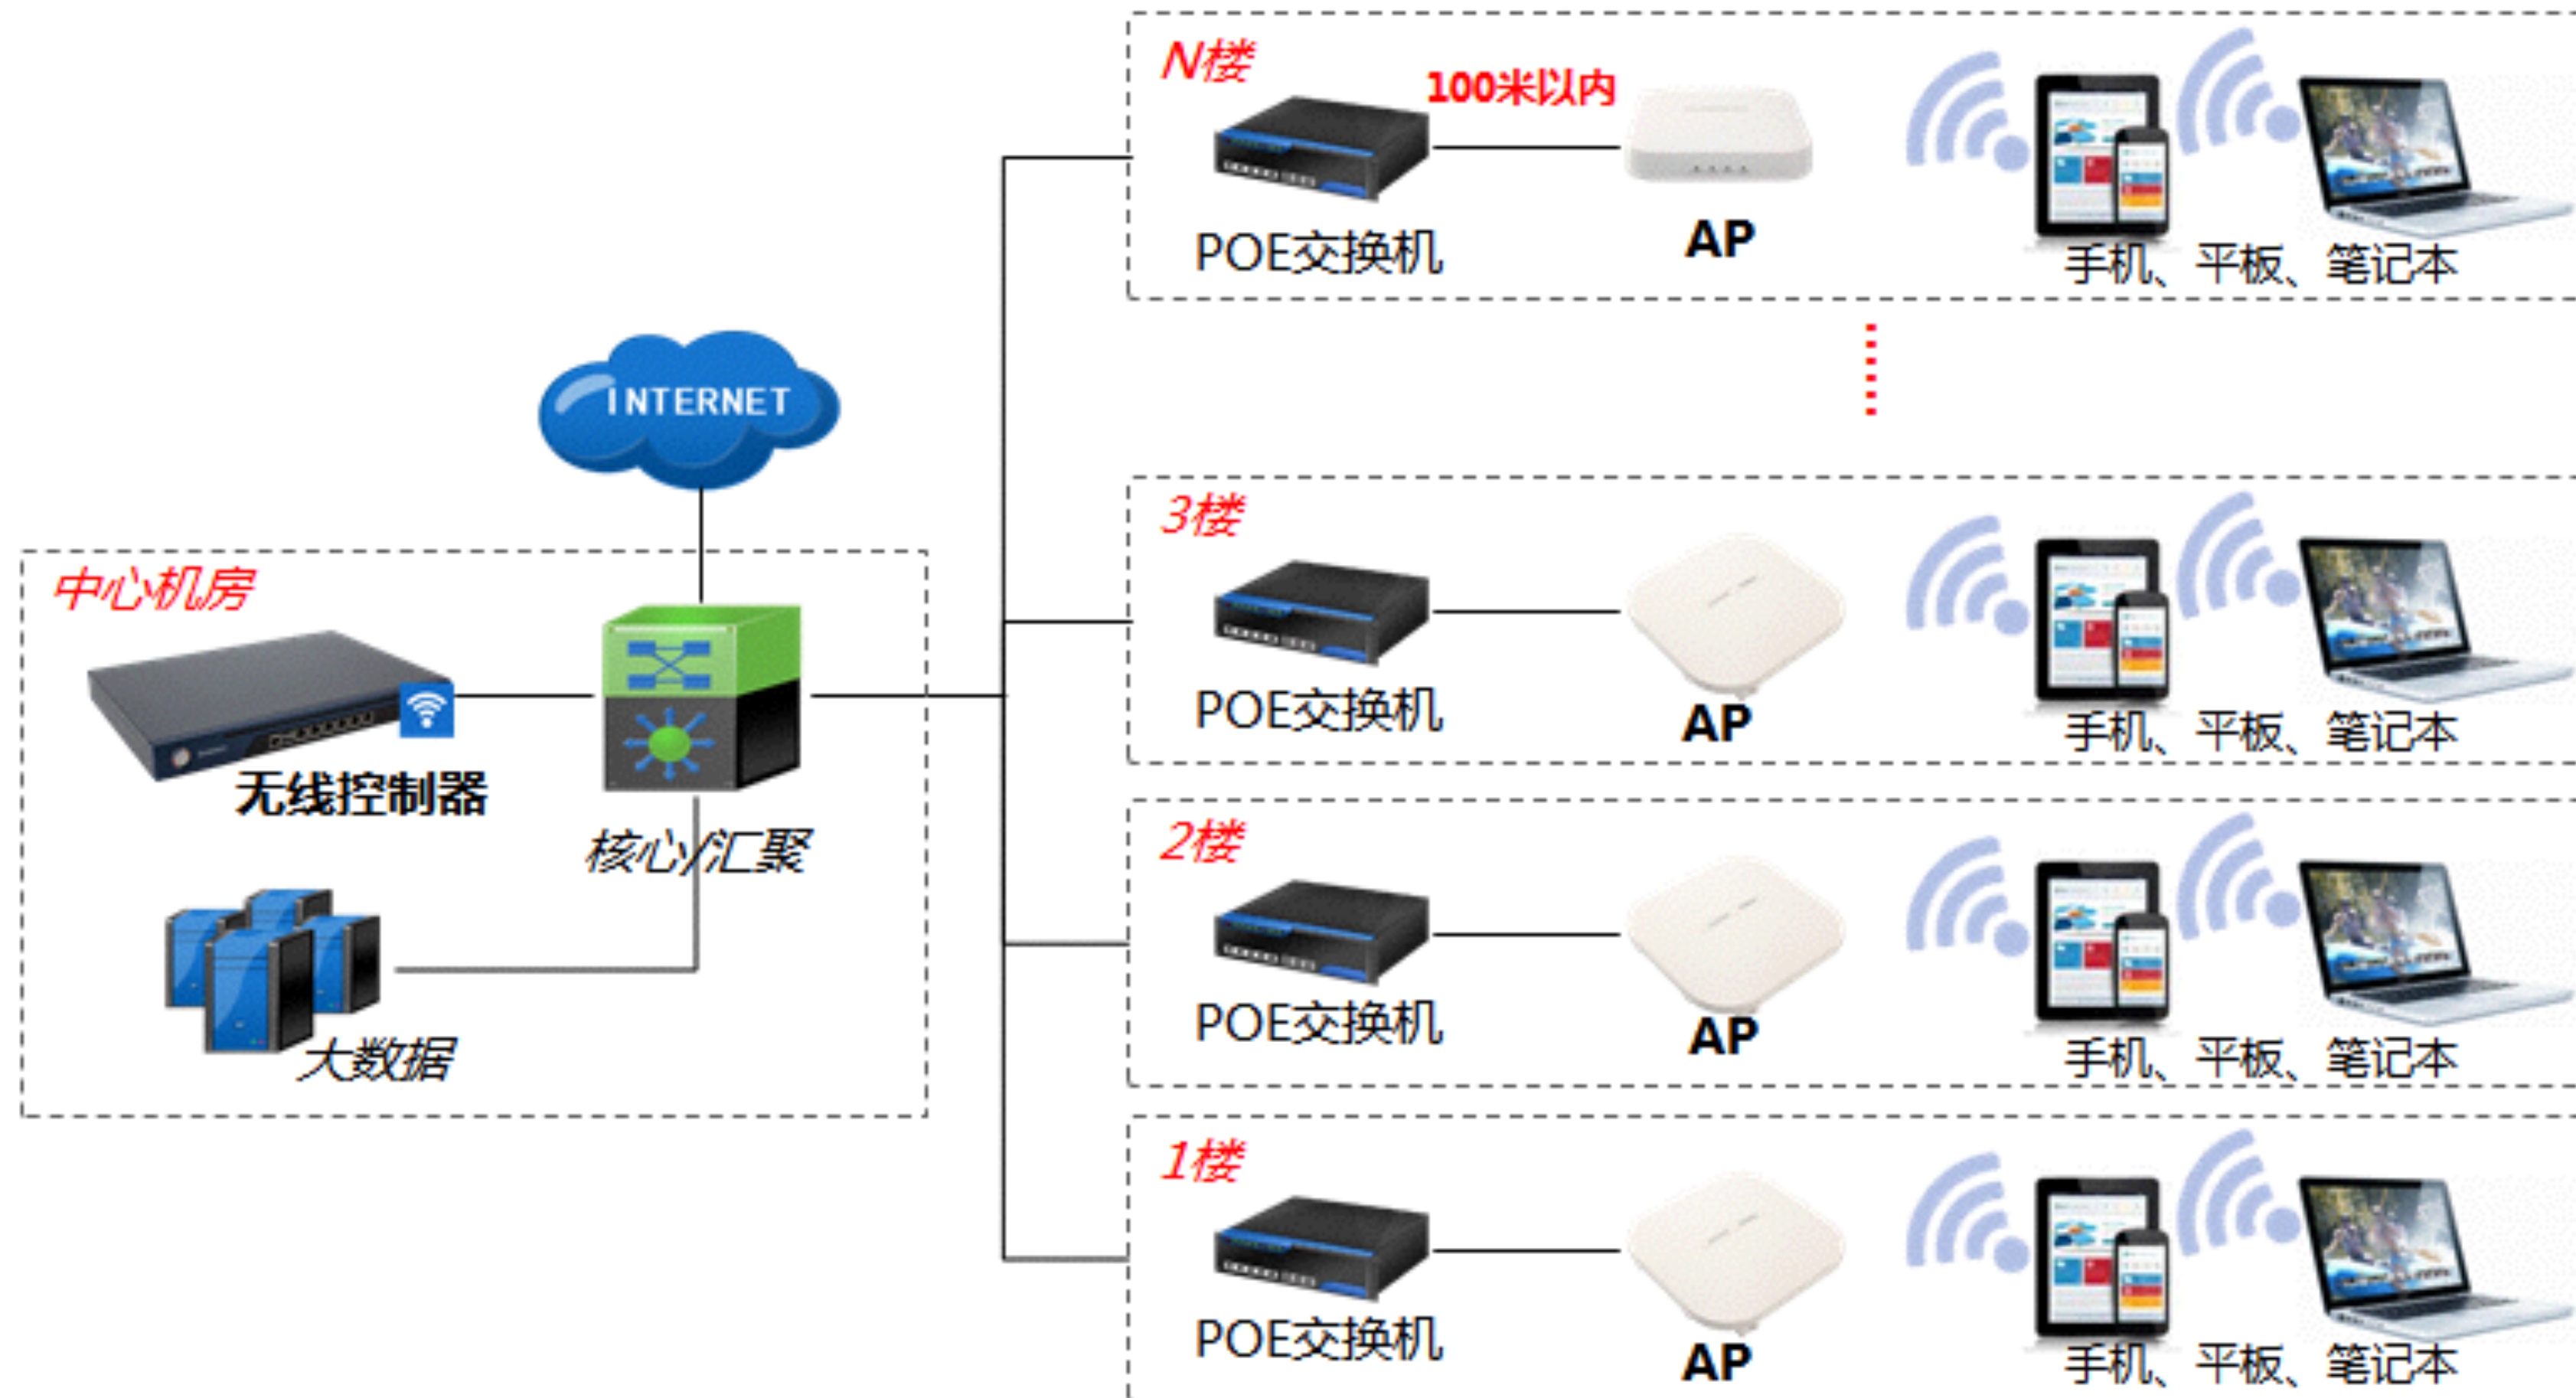 N楼
100米以内
POE交换机
AP
手机、平板、笔记本
INTERNET
3楼
POE交换机
AP
手机、平板、笔记本
中心机房
无线控制器
核心/汇聚
大数据
2楼
POE交换机
AP
手机、平板、笔记本
1楼
POE交换机
AP
手机、平板、笔记本